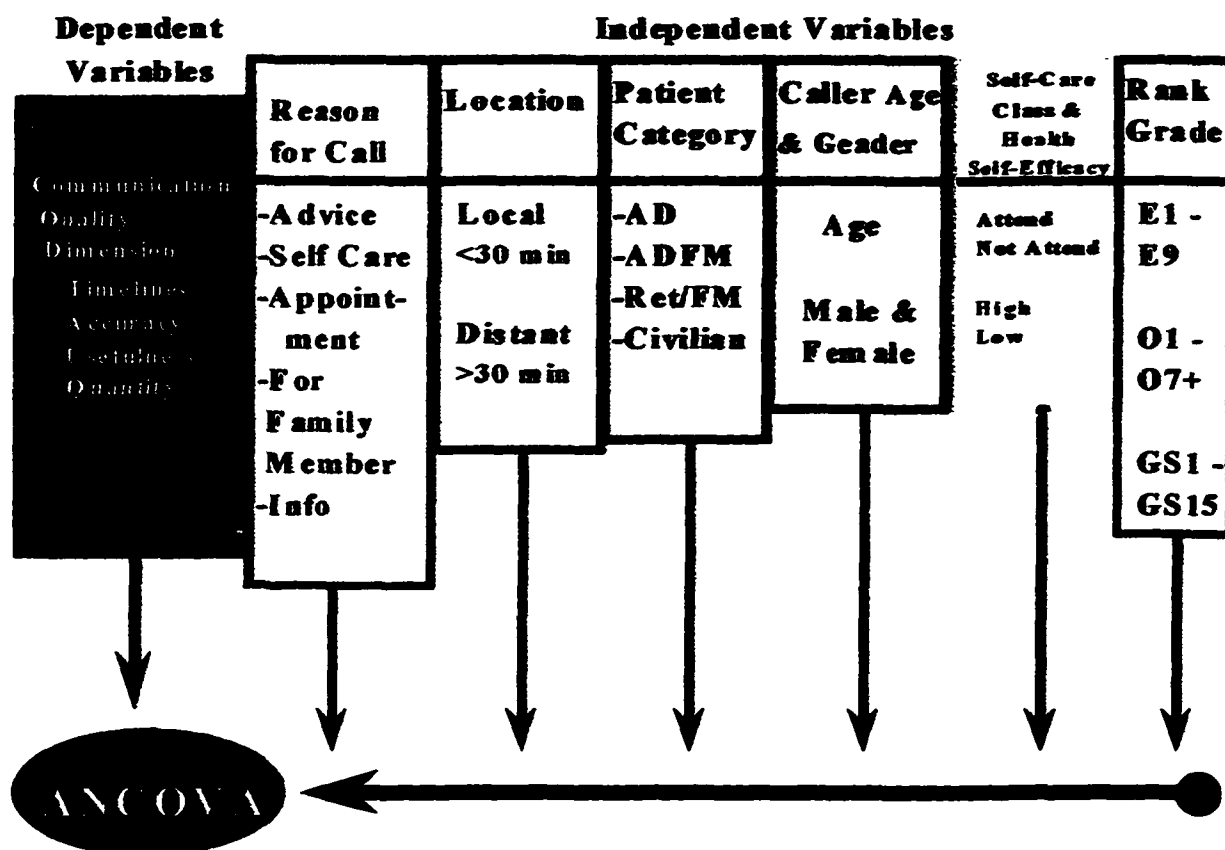 Dependent
Variables
Independent Variables
Communication
Quality
Dimension
Timelines
Accuracy
Usefulness
Quantity
Reason
for Call
-Advice
-Self Care
-Appoint-
ment
-For
Family
Member
-Info
Location
Local
<30 min
Distant
>30 min
Patient
Category
-AD
-ADFM
-Ret/FM
-Civilian
Caller Age
& Gender
Age
Male &
Female
Self-Care
Class &
Health
Self-Efficacy
Attend
Not Attend
High
Low
Rank
Grade
E1 -
E9
O1 -
O7+
GS1 -
GS15
ANCOVA